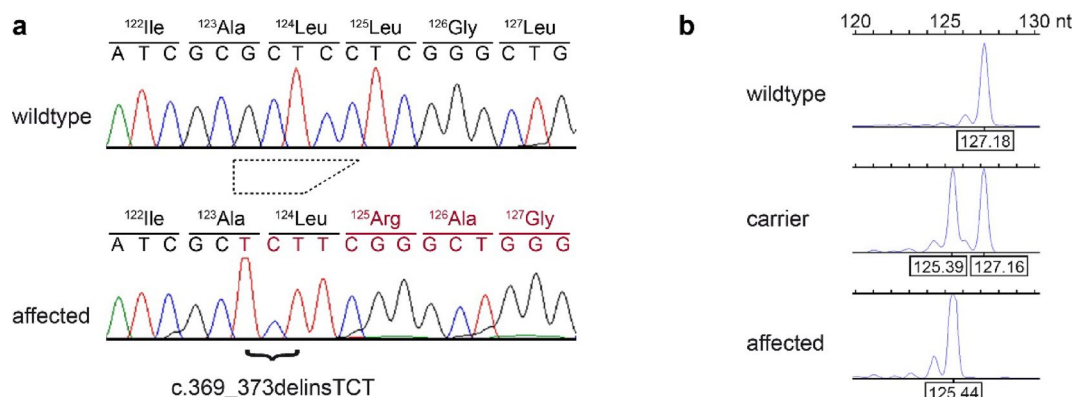 a
¹²²Ile ¹²³Ala ¹²⁴Leu ¹²⁵Leu ¹²⁶Gly ¹²⁷Leu
A T C G C G C T C C T C G G G C T G
wildtype
¹²²Ile ¹²³Ala ¹²⁴Leu ¹²⁵Arg ¹²⁶Ala ¹²⁷Gly
A T C G C T C T T C G G G C T G G G
affected
c.369_373delinsTCT
b
120 125 130 nt
wildtype
127.18
carrier
125.39 127.16
affected
125.44